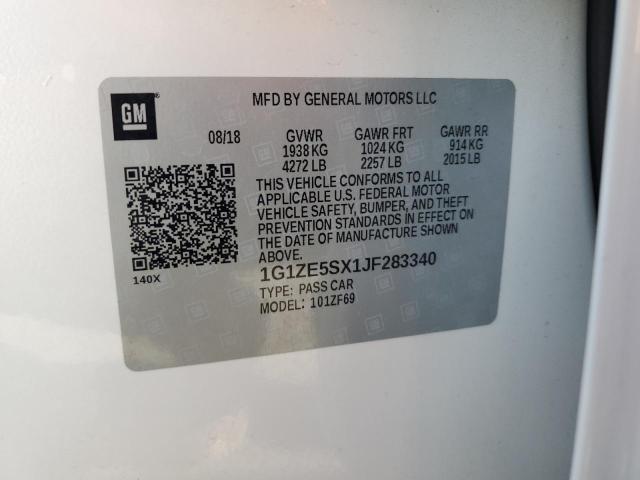 GM®
MFD BY GENERAL MOTORS LLC
08/18 GVWR GAWR FRT GAWR RR
1938 KG 1024 KG 914 KG
4272 LB 2257 LB 2015 LB
THIS VEHICLE CONFORMS TO ALL
APPLICABLE U.S. FEDERAL MOTOR
VEHICLE SAFETY, BUMPER, AND THEFT
PREVENTION STANDARDS IN EFFECT ON
THE DATE OF MANUFACTURE SHOWN
ABOVE.
140X
1G1ZE5SX1JF283340
TYPE: PASS CAR
MODEL: 101ZF69